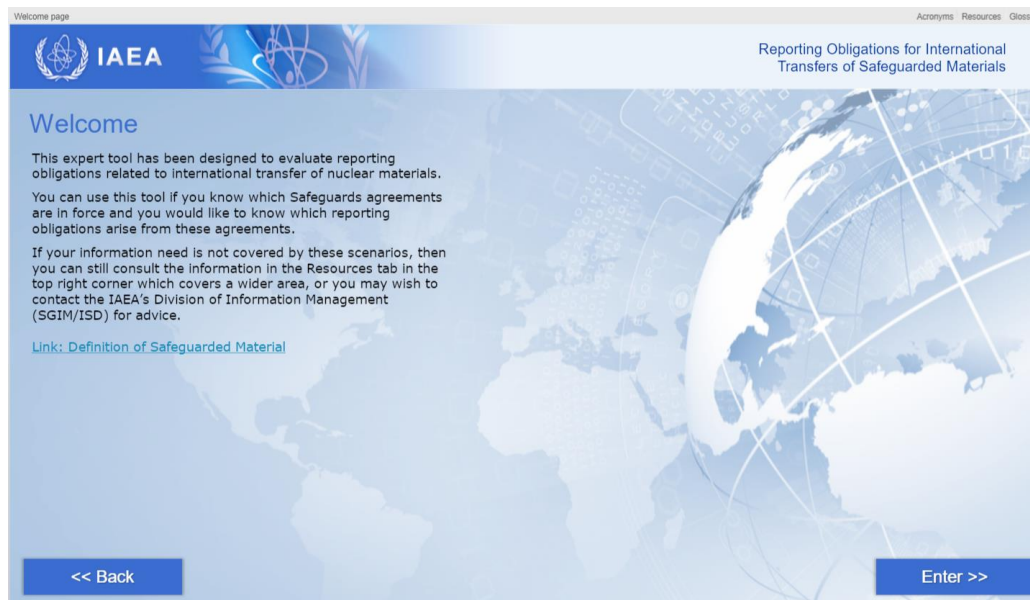 Welcome page
Acronyms Resources Gloss
IAEA
Reporting Obligations for International
Transfers of Safeguarded Materials
Welcome
This expert tool has been designed to evaluate reporting
obligations related to international transfer of nuclear materials.
You can use this tool if you know which Safeguards agreements
are in force and you would like to know which reporting
obligations arise from these agreements.
If your information need is not covered by these scenarios, then
you can still consult the information in the Resources tab in the
top right corner which covers a wider area, or you may wish to
contact the IAEA's Division of Information Management
(SGIM/ISD) for advice.
Link: Definition of Safeguarded Material
<< Back
Enter >>